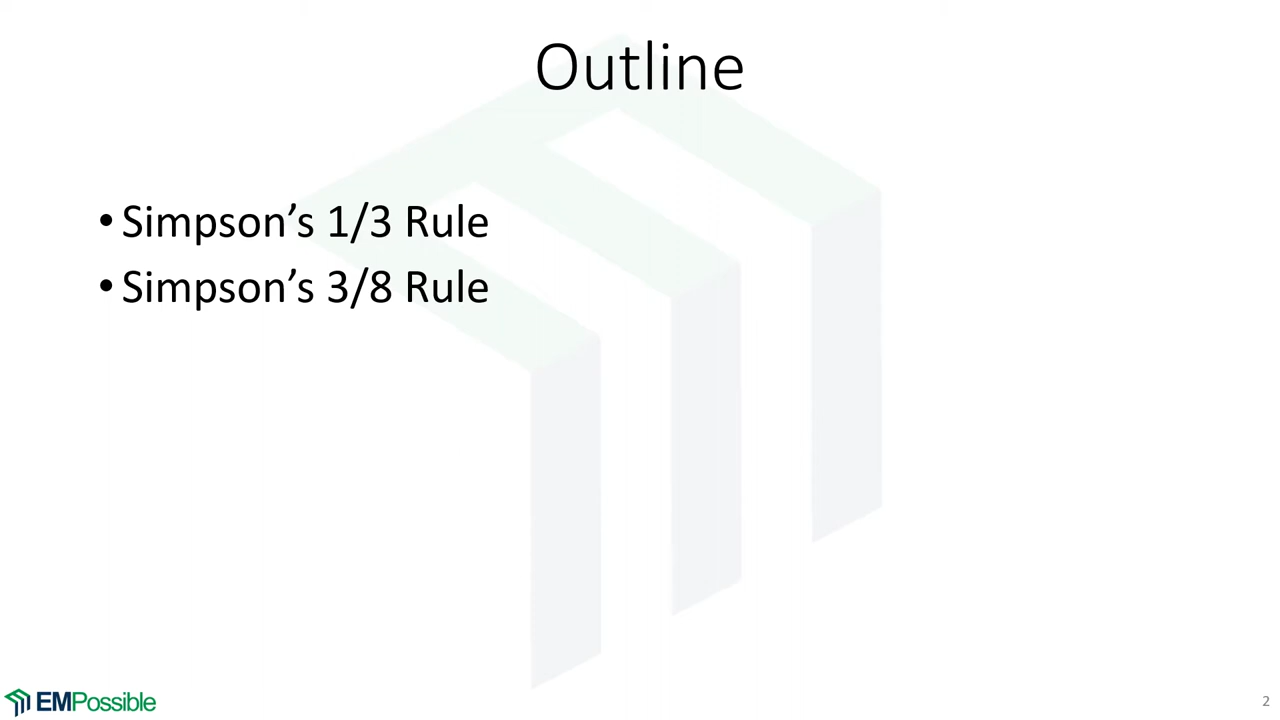 Outline
• Simpson’s 1/3 Rule
• Simpson’s 3/8 Rule
EMPossible
2